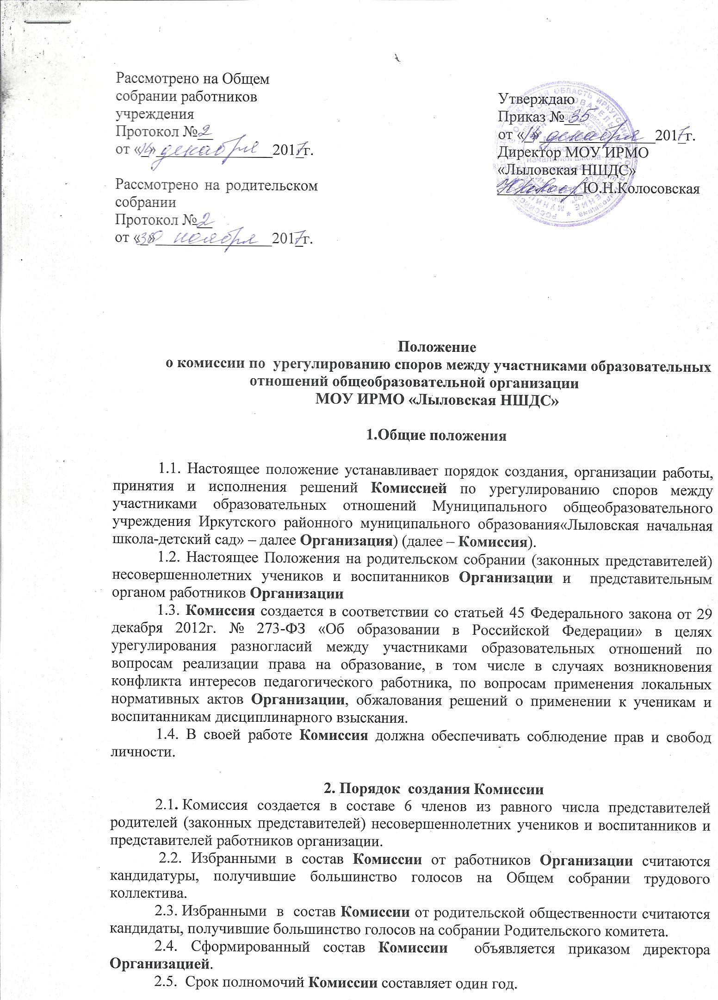 Рассмотрено на Общем
собрании работников
учреждения
Протокол № 2
от «14» декабря 2017г.
Рассмотрено на родительском
собрании
Протокол № 2
от «30» ноября 2017г.
Утверждаю
Приказ № 35
от «14» декабря 2017г.
Директор МОУ ИРМО
«Лыловская НШДС»
Ю.Н.Колосовская
Положение
о комиссии по урегулированию споров между участниками образовательных
отношений общеобразовательной организации
МОУ ИРМО «Лыловская НШДС»
1.Общие положения
1.1. Настоящее положение устанавливает порядок создания, организации работы,
принятия и исполнения решений Комиссией по урегулированию споров между
участниками образовательных отношений Муниципального общеобразовательного
учреждения Иркутского районного муниципального образования«Лыловская начальная
школа-детский сад» – далее Организация) (далее – Комиссия).
1.2. Настоящее Положения на родительском собрании (законных представителей)
несовершеннолетних учеников и воспитанников Организации и представительным
органом работников Организации
1.3. Комиссия создается в соответствии со статьей 45 Федерального закона от 29
декабря 2012г. № 273-ФЗ «Об образовании в Российской Федерации» в целях
урегулирования разногласий между участниками образовательных отношений по
вопросам реализации права на образование, в том числе в случаях возникновения
конфликта интересов педагогического работника, по вопросам применения локальных
нормативных актов Организации, обжалования решений о применении к ученикам и
воспитанникам дисциплинарного взыскания.
1.4. В своей работе Комиссия должна обеспечивать соблюдение прав и свобод
личности.
2. Порядок создания Комиссии
2.1. Комиссия создается в составе 6 членов из равного числа представителей
родителей (законных представителей) несовершеннолетних учеников и воспитанников и
представителей работников организации.
2.2. Избранными в состав Комиссии от работников Организации считаются
кандидатуры, получившие большинство голосов на Общем собрании трудового
коллектива.
2.3. Избранными в состав Комиссии от родительской общественности считаются
кандидаты, получившие большинство голосов на собрании Родительского комитета.
2.4. Сформированный состав Комиссии объявляется приказом директора
Организацией.
2.5. Срок полномочий Комиссии составляет один год.